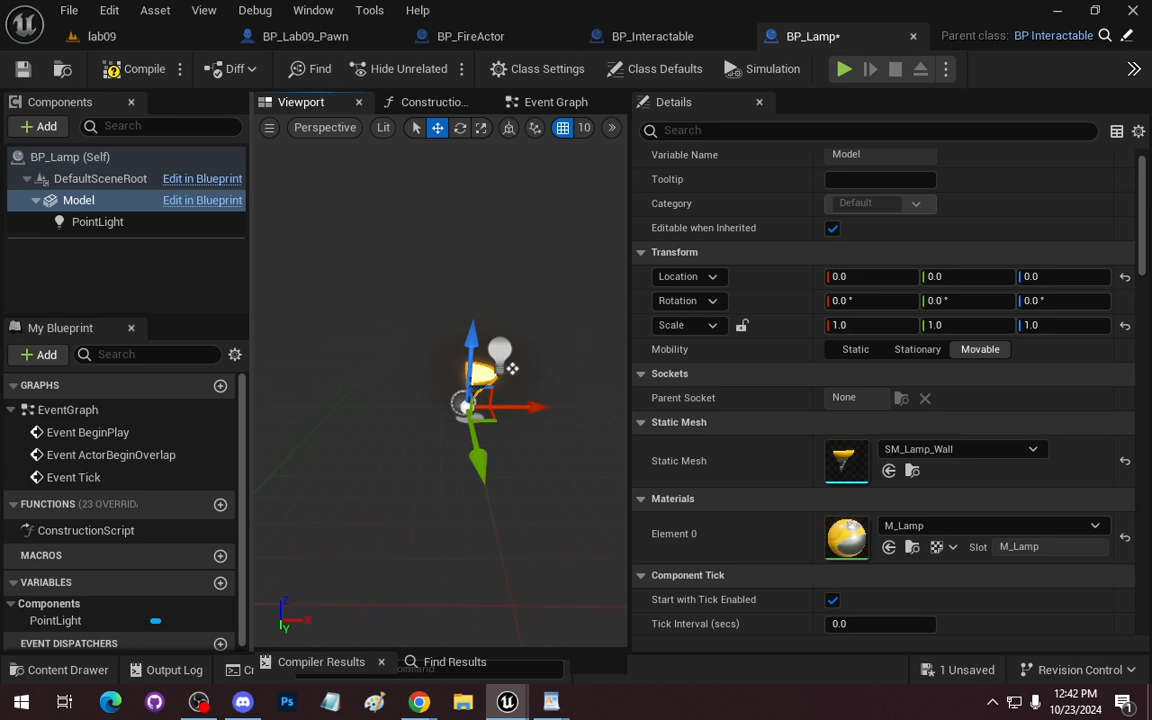 File Edit Asset View Debug Window Tools Help
lab09 BP_Lab09_Pawn BP_FireActor BP_Interactable BP_Lamp* Parent class: BP Interactable
Compile Diff Find Hide Unrelated Class Settings Class Defaults Simulation
Components
Add Search
BP_Lamp (Self)
DefaultSceneRoot Edit in Blueprint
Model Edit in Blueprint
PointLight
My Blueprint
Add Search
GRAPHS
EventGraph
Event BeginPlay
Event ActorBeginOverlap
Event Tick
FUNCTIONS (23 OVERRID
ConstructionScript
MACROS
VARIABLES
Components
PointLight
EVENT DISPATCHERS
Viewport Constructio... Event Graph
Perspective Lit 10
Z X Y
Compiler Results Find Results
Details
Search
Variable Name Model
Tooltip
Category Default
Editable when Inherited
Transform
Location 0.0 0.0 0.0
Rotation 0.0 ° 0.0 ° 0.0 °
Scale 1.0 1.0 1.0
Mobility Static Stationary Movable
Sockets
Parent Socket None
Static Mesh
Static Mesh SM_Lamp_Wall
Materials
Element 0 M_Lamp
Slot M_Lamp
Component Tick
Start with Tick Enabled
Tick Interval (secs) 0.0
Content Drawer Output Log 1 Unsaved Revision Control
12:42 PM
10/23/2024
1